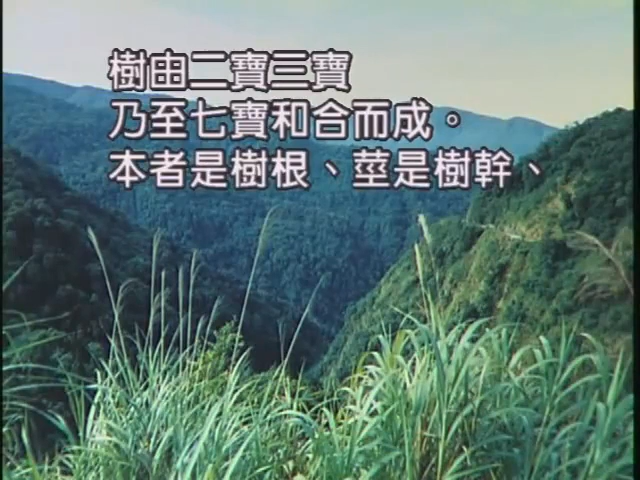 樹由二寶三寶
乃至七寶和合而成。
本者是樹根、莖是樹幹、